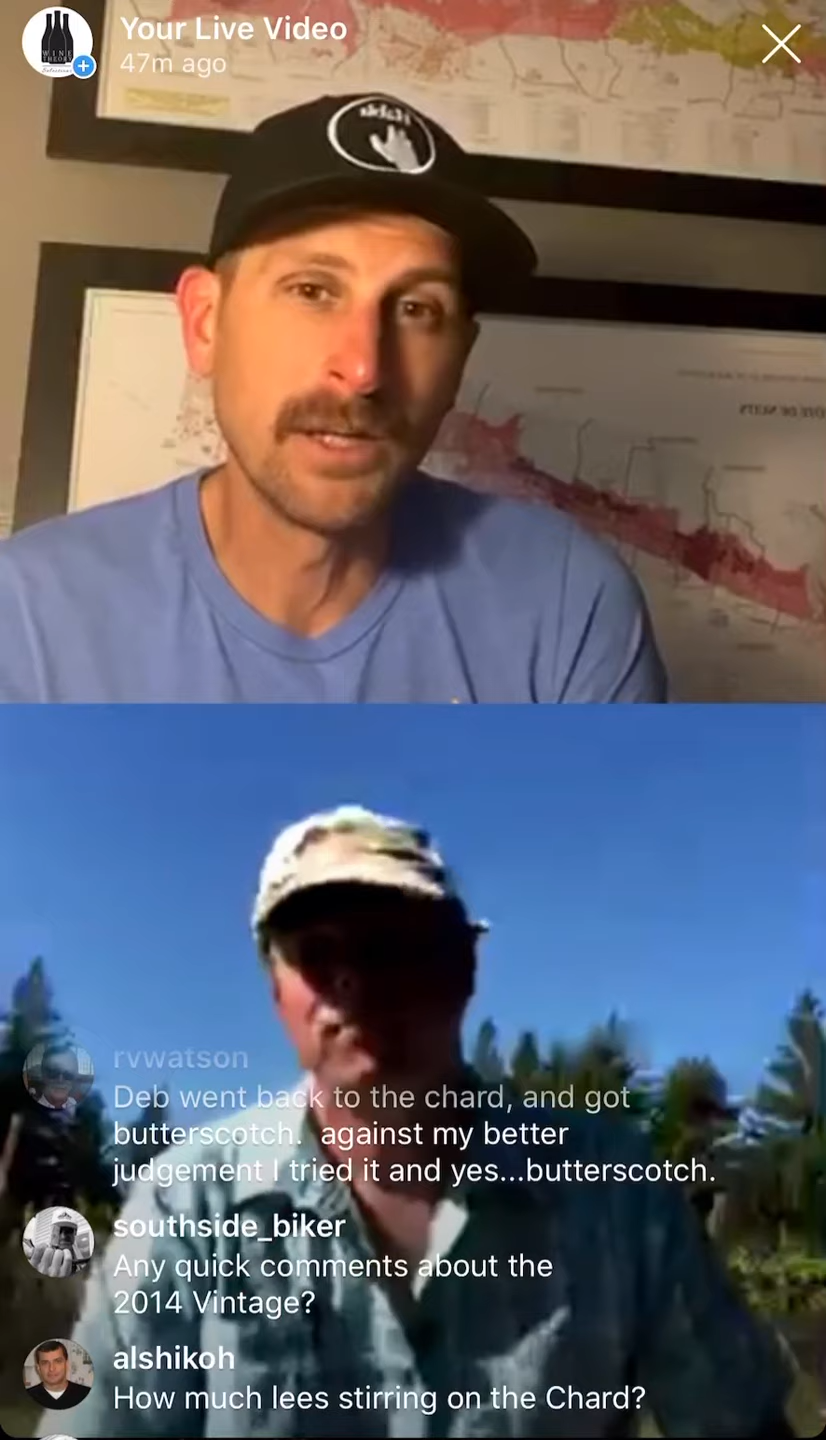 Your Live Video
47m ago
WINE
THEORY
rvwatson
Deb went back to the chard, and got
butterscotch.  against my better
judgement I tried it and yes...butterscotch.
southside_biker
Any quick comments about the
2014 Vintage?
alshikoh
How much lees stirring on the Chard?